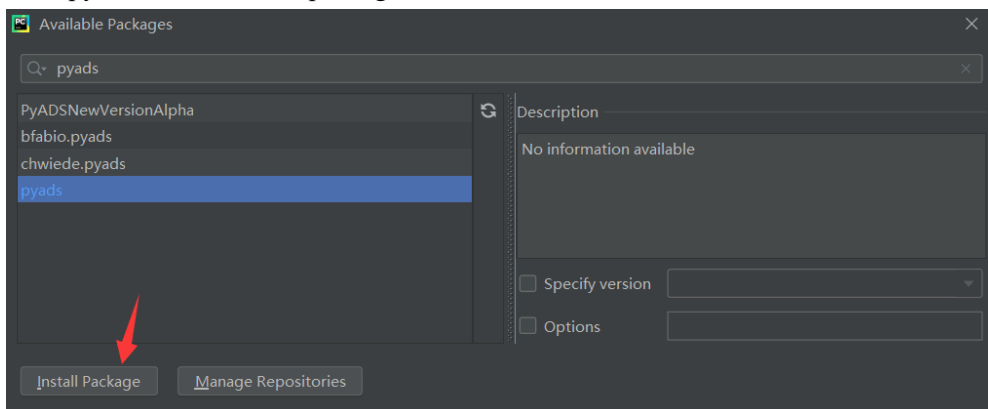 PC Available Packages
pyads
PyADSNewVersionAlpha
bfabio.pyads
chwiede.pyads
pyads
Description
No information available
Specify version
Options
Install Package
Manage Repositories